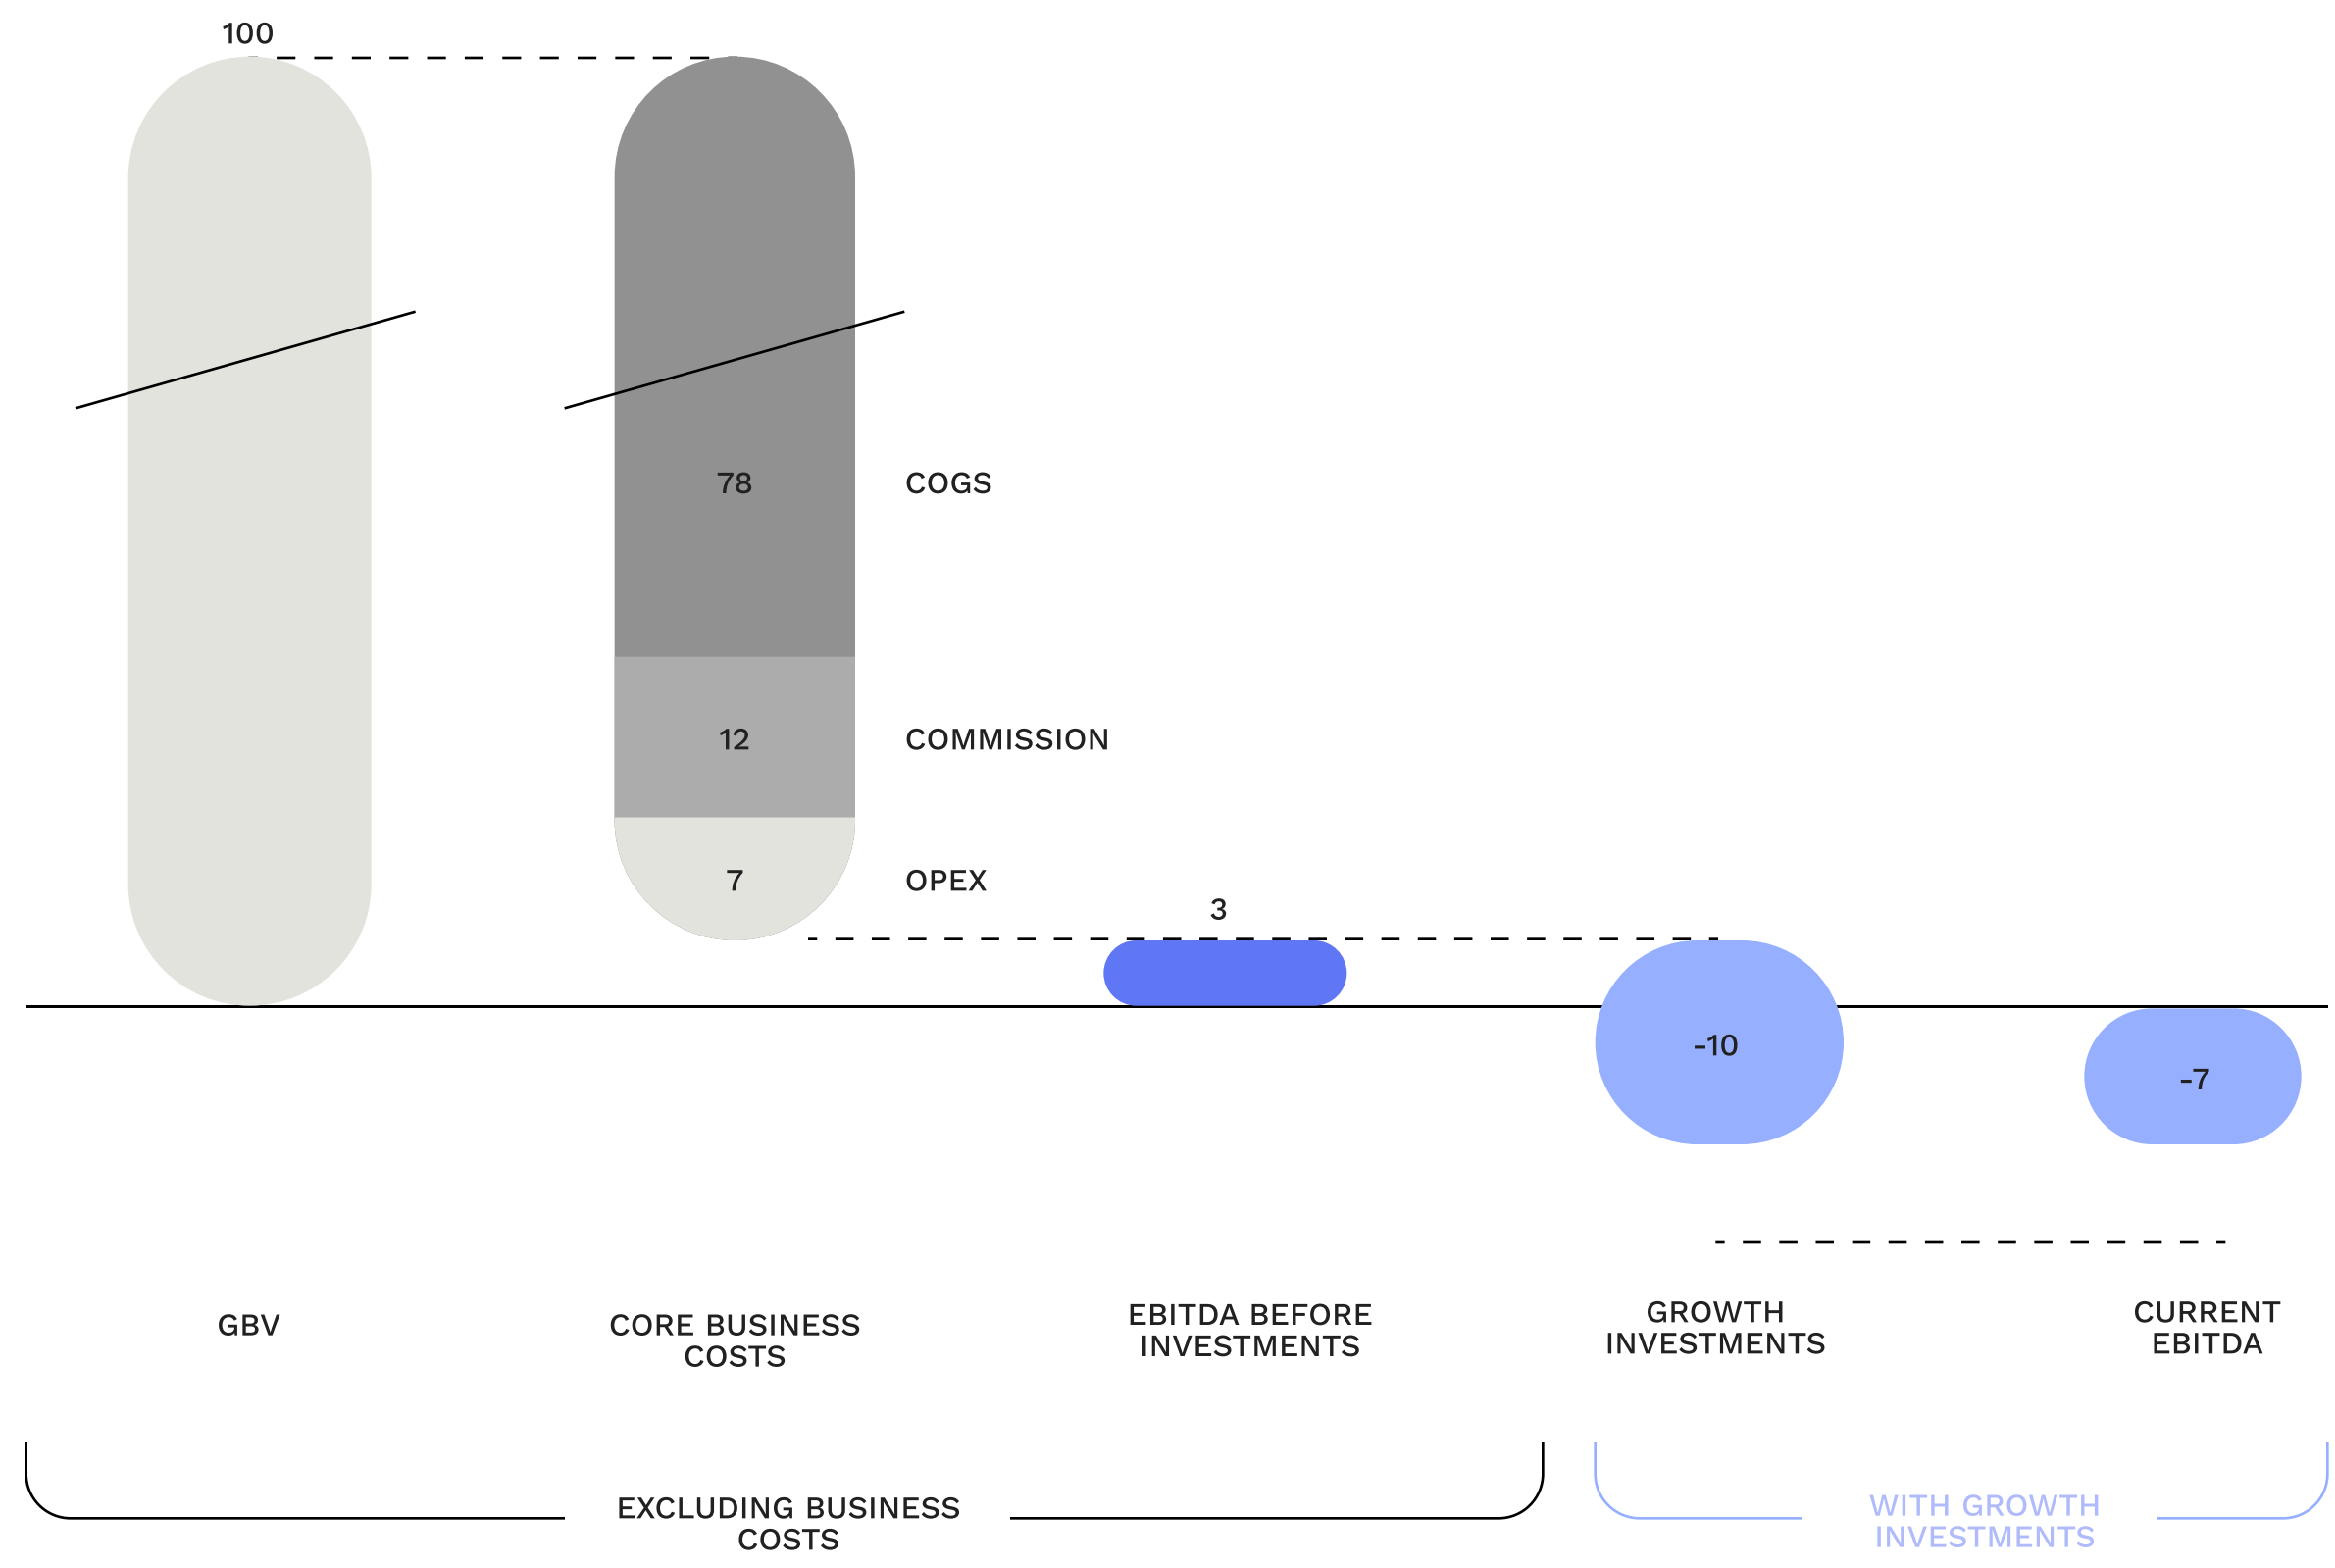 100
78
COGS
12
COMMISSION
7
OPEX
3
-10
-7
GBV
CORE BUSINESS
COSTS
EBITDA BEFORE
INVESTMENTS
GROWTH
INVESTMENTS
CURRENT
EBITDA
EXCLUDING BUSINESS
COSTS
WITH GROWTH
INVESTMENTS